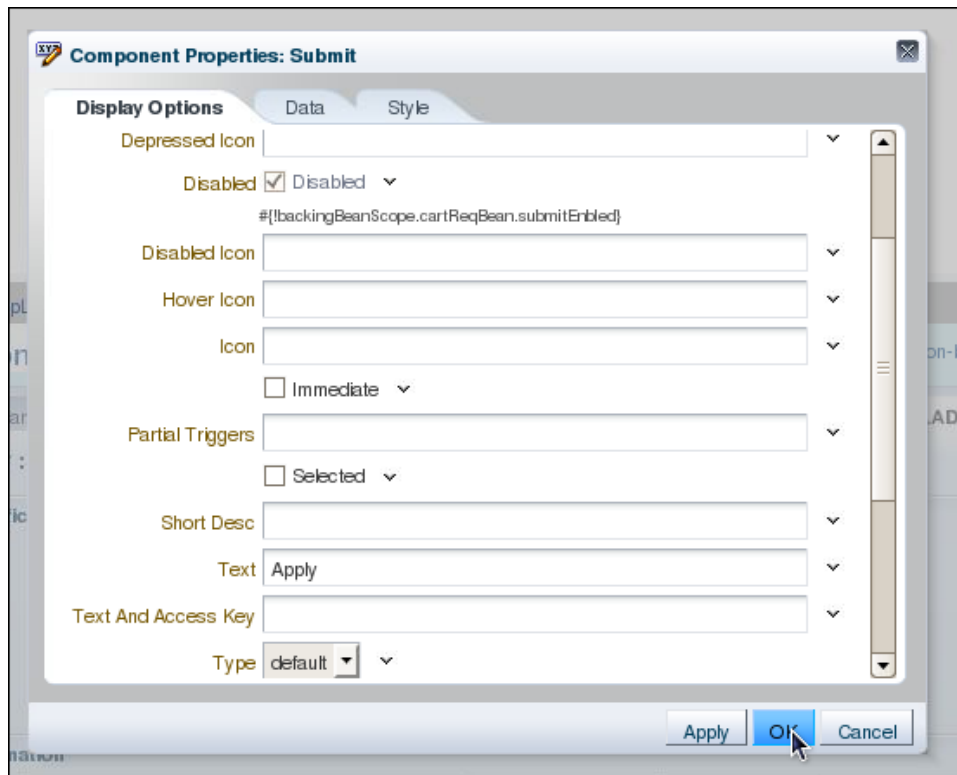 Component Properties: Submit
Display Options Data Style
Depressed Icon
Disabled Disabled
#{!backingBeanScope.cartReqBean.submitEnbled}
Disabled Icon
Hover Icon
Icon
Immediate
Partial Triggers
Selected
Short Desc
Text Apply
Text And Access Key
Type default
Apply OK Cancel